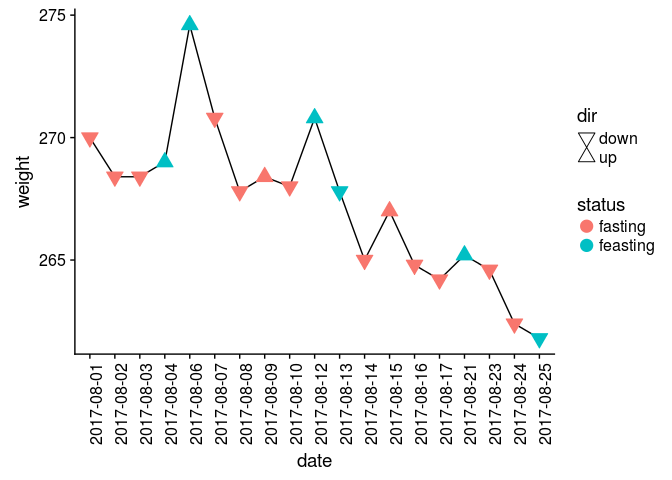 275
270
265
weight
2017-08-01
2017-08-02
2017-08-03
2017-08-04
2017-08-06
2017-08-07
2017-08-08
2017-08-09
2017-08-10
2017-08-12
2017-08-13
2017-08-14
2017-08-15
2017-08-16
2017-08-17
2017-08-21
2017-08-23
2017-08-24
2017-08-25
date
dir
down
up
status
fasting
feasting